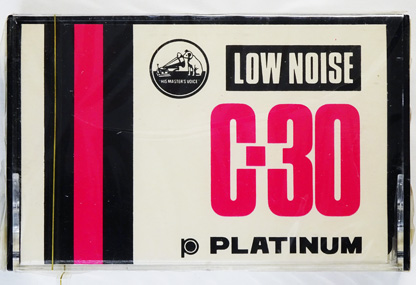 HIS MASTER'S VOICE
LOW NOISE
C-30
p PLATINUM